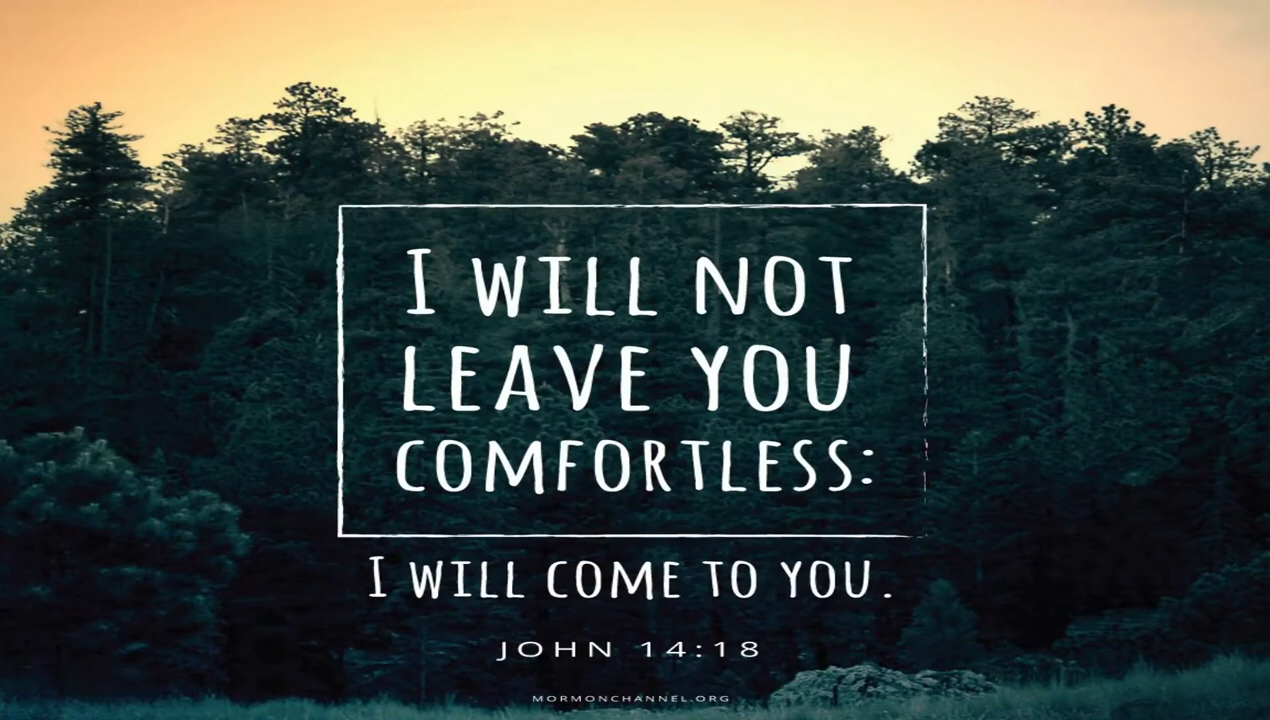 I WILL NOT
LEAVE YOU
COMFORTLESS:
I WILL COME TO YOU.
JOHN 14:18
MORMONCHANNEL.ORG